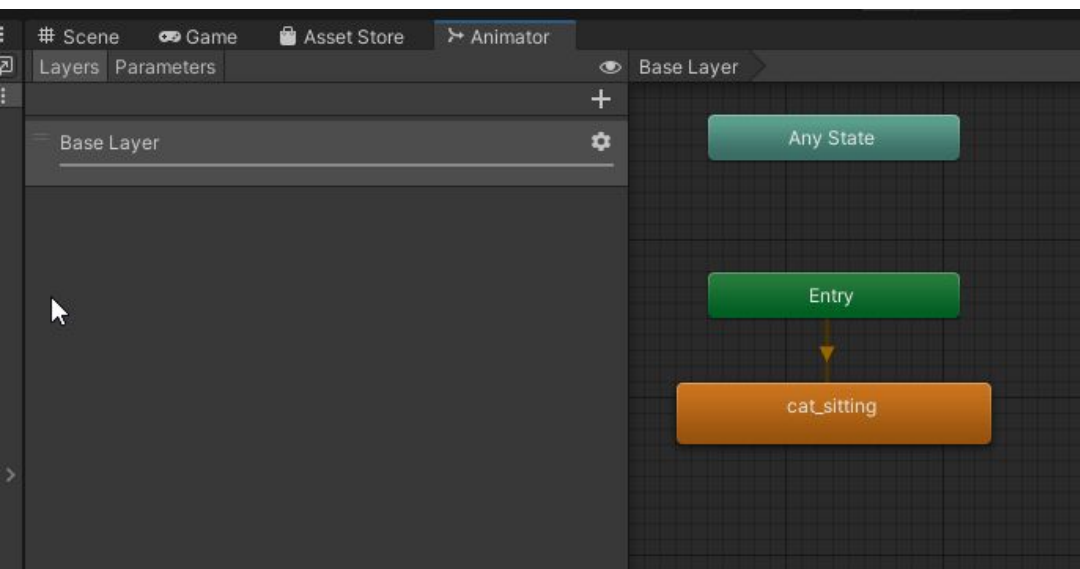 Scene Game Asset Store Animator
Layers Parameters Base Layer
Base Layer
Any State
Entry
cat_sitting